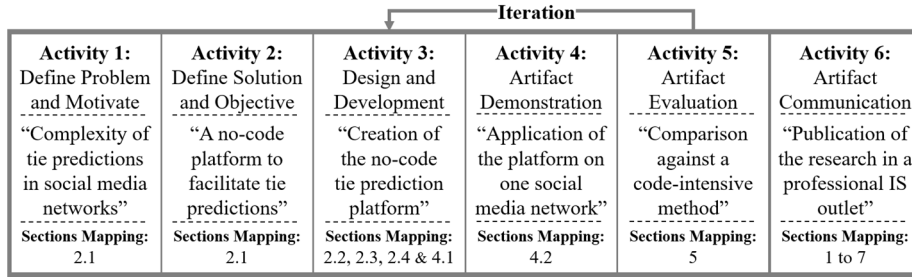 Iteration
Activity 1:
Define Problem
and Motivate
“Complexity of
tie predictions
in social media
networks”
Sections Mapping:
2.1
Activity 2:
Define Solution
and Objective
“A no-code
platform to
facilitate tie
predictions”
Sections Mapping:
2.1
Activity 3:
Design and
Development
“Creation of
the no-code
tie prediction
platform”
Sections Mapping:
2.2, 2.3, 2.4 & 4.1
Activity 4:
Artifact
Demonstration
“Application of
the platform on
one social
media network”
Sections Mapping:
4.2
Activity 5:
Artifact
Evaluation
“Comparison
against a
code-intensive
method”
Sections Mapping:
5
Activity 6:
Artifact
Communication
“Publication of
the research in a
professional IS
outlet”
Sections Mapping:
1 to 7